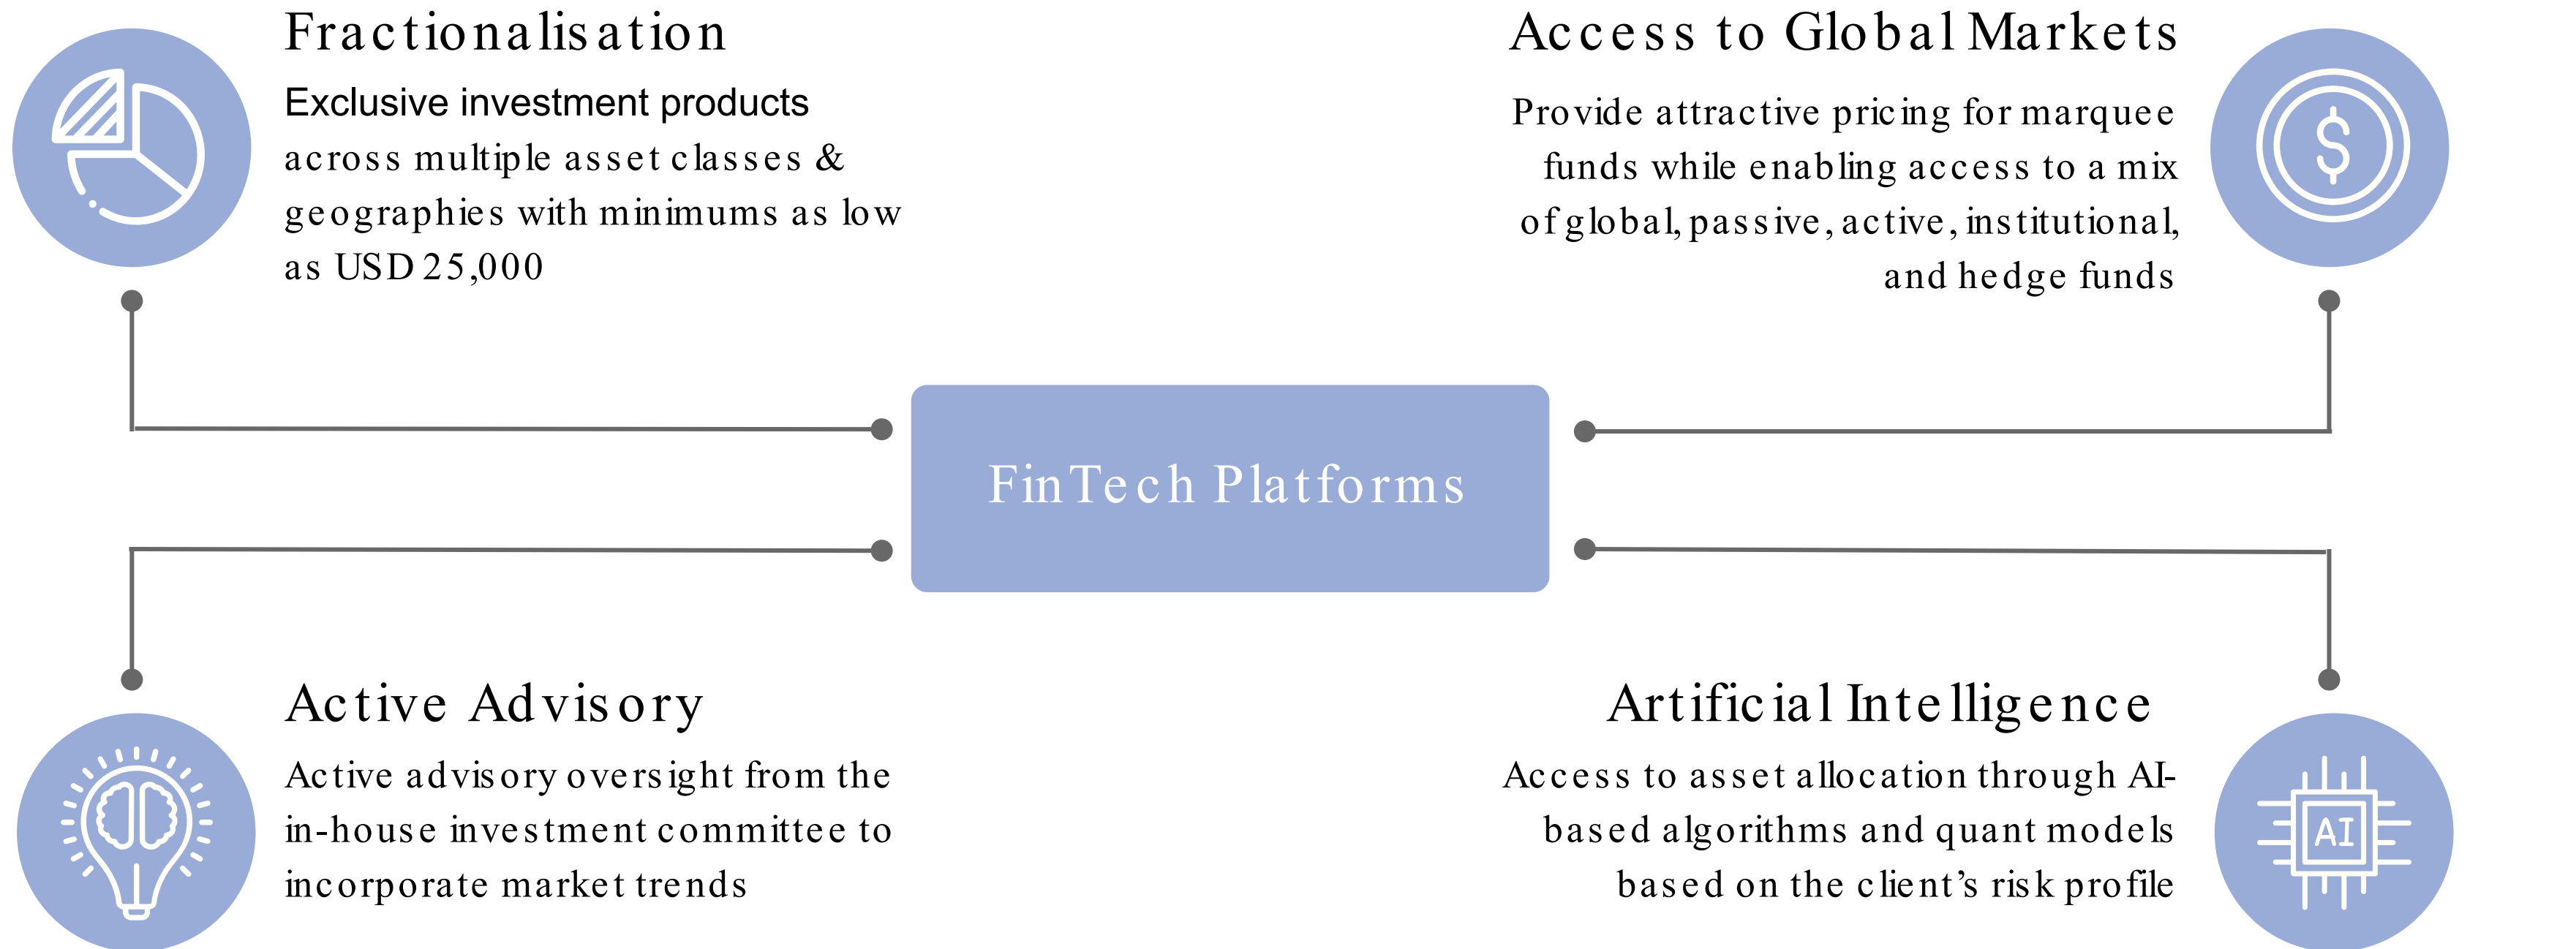 Fractionalisation
Exclusive investment products
across multiple asset classes &
geographies with minimums as low
as USD 25,000
Access to Global Markets
Provide attractive pricing for marquee
funds while enabling access to a mix
of global, passive, active, institutional,
and hedge funds
FinTech Platforms
Active Advisory
Active advisory oversight from the
in-house investment committee to
incorporate market trends
Artificial Intelligence
Access to asset allocation through AI-
based algorithms and quant models
based on the client’s risk profile
$
AI